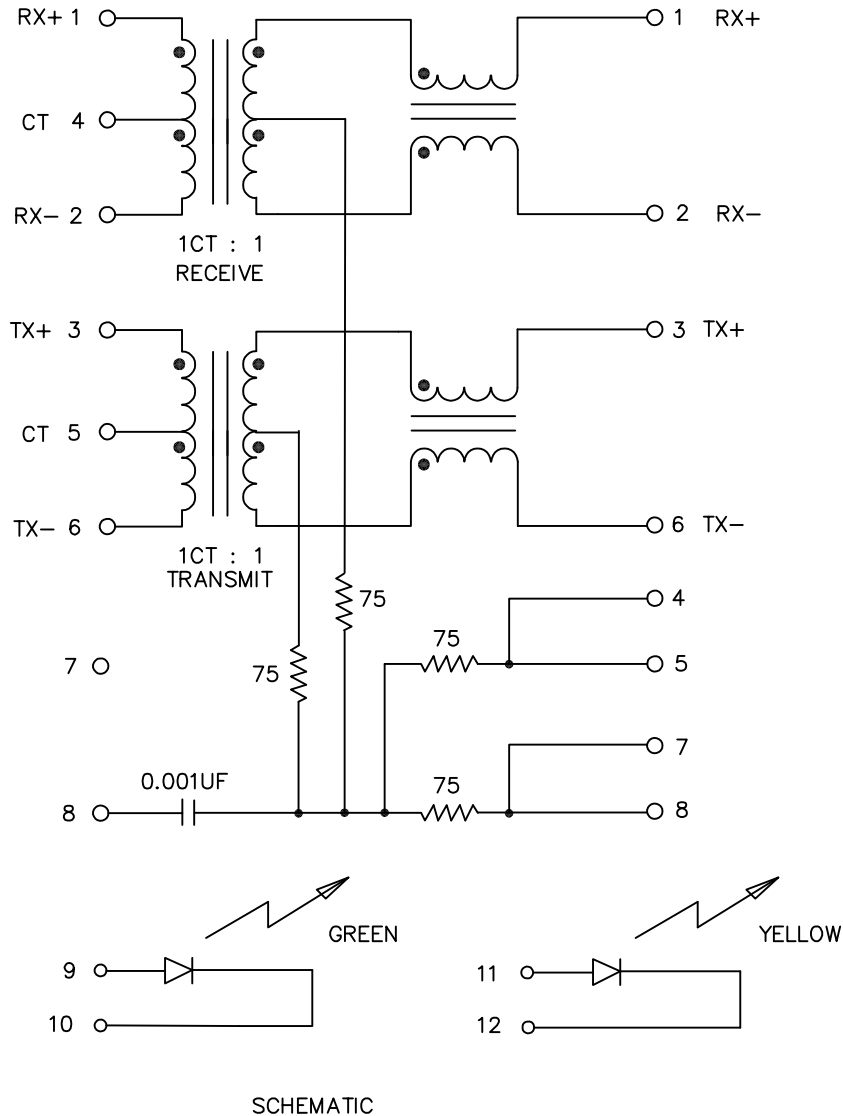 RX+ 1
1 RX+
CT 4
RX- 2
2 RX-
1CT : 1
RECEIVE
TX+ 3
3 TX+
CT 5
TX- 6
6 TX-
1CT : 1
TRANSMIT
75
4
75
7
75
5
7
0.001UF
75
8
8
GREEN
YELLOW
9
11
10
12
SCHEMATIC